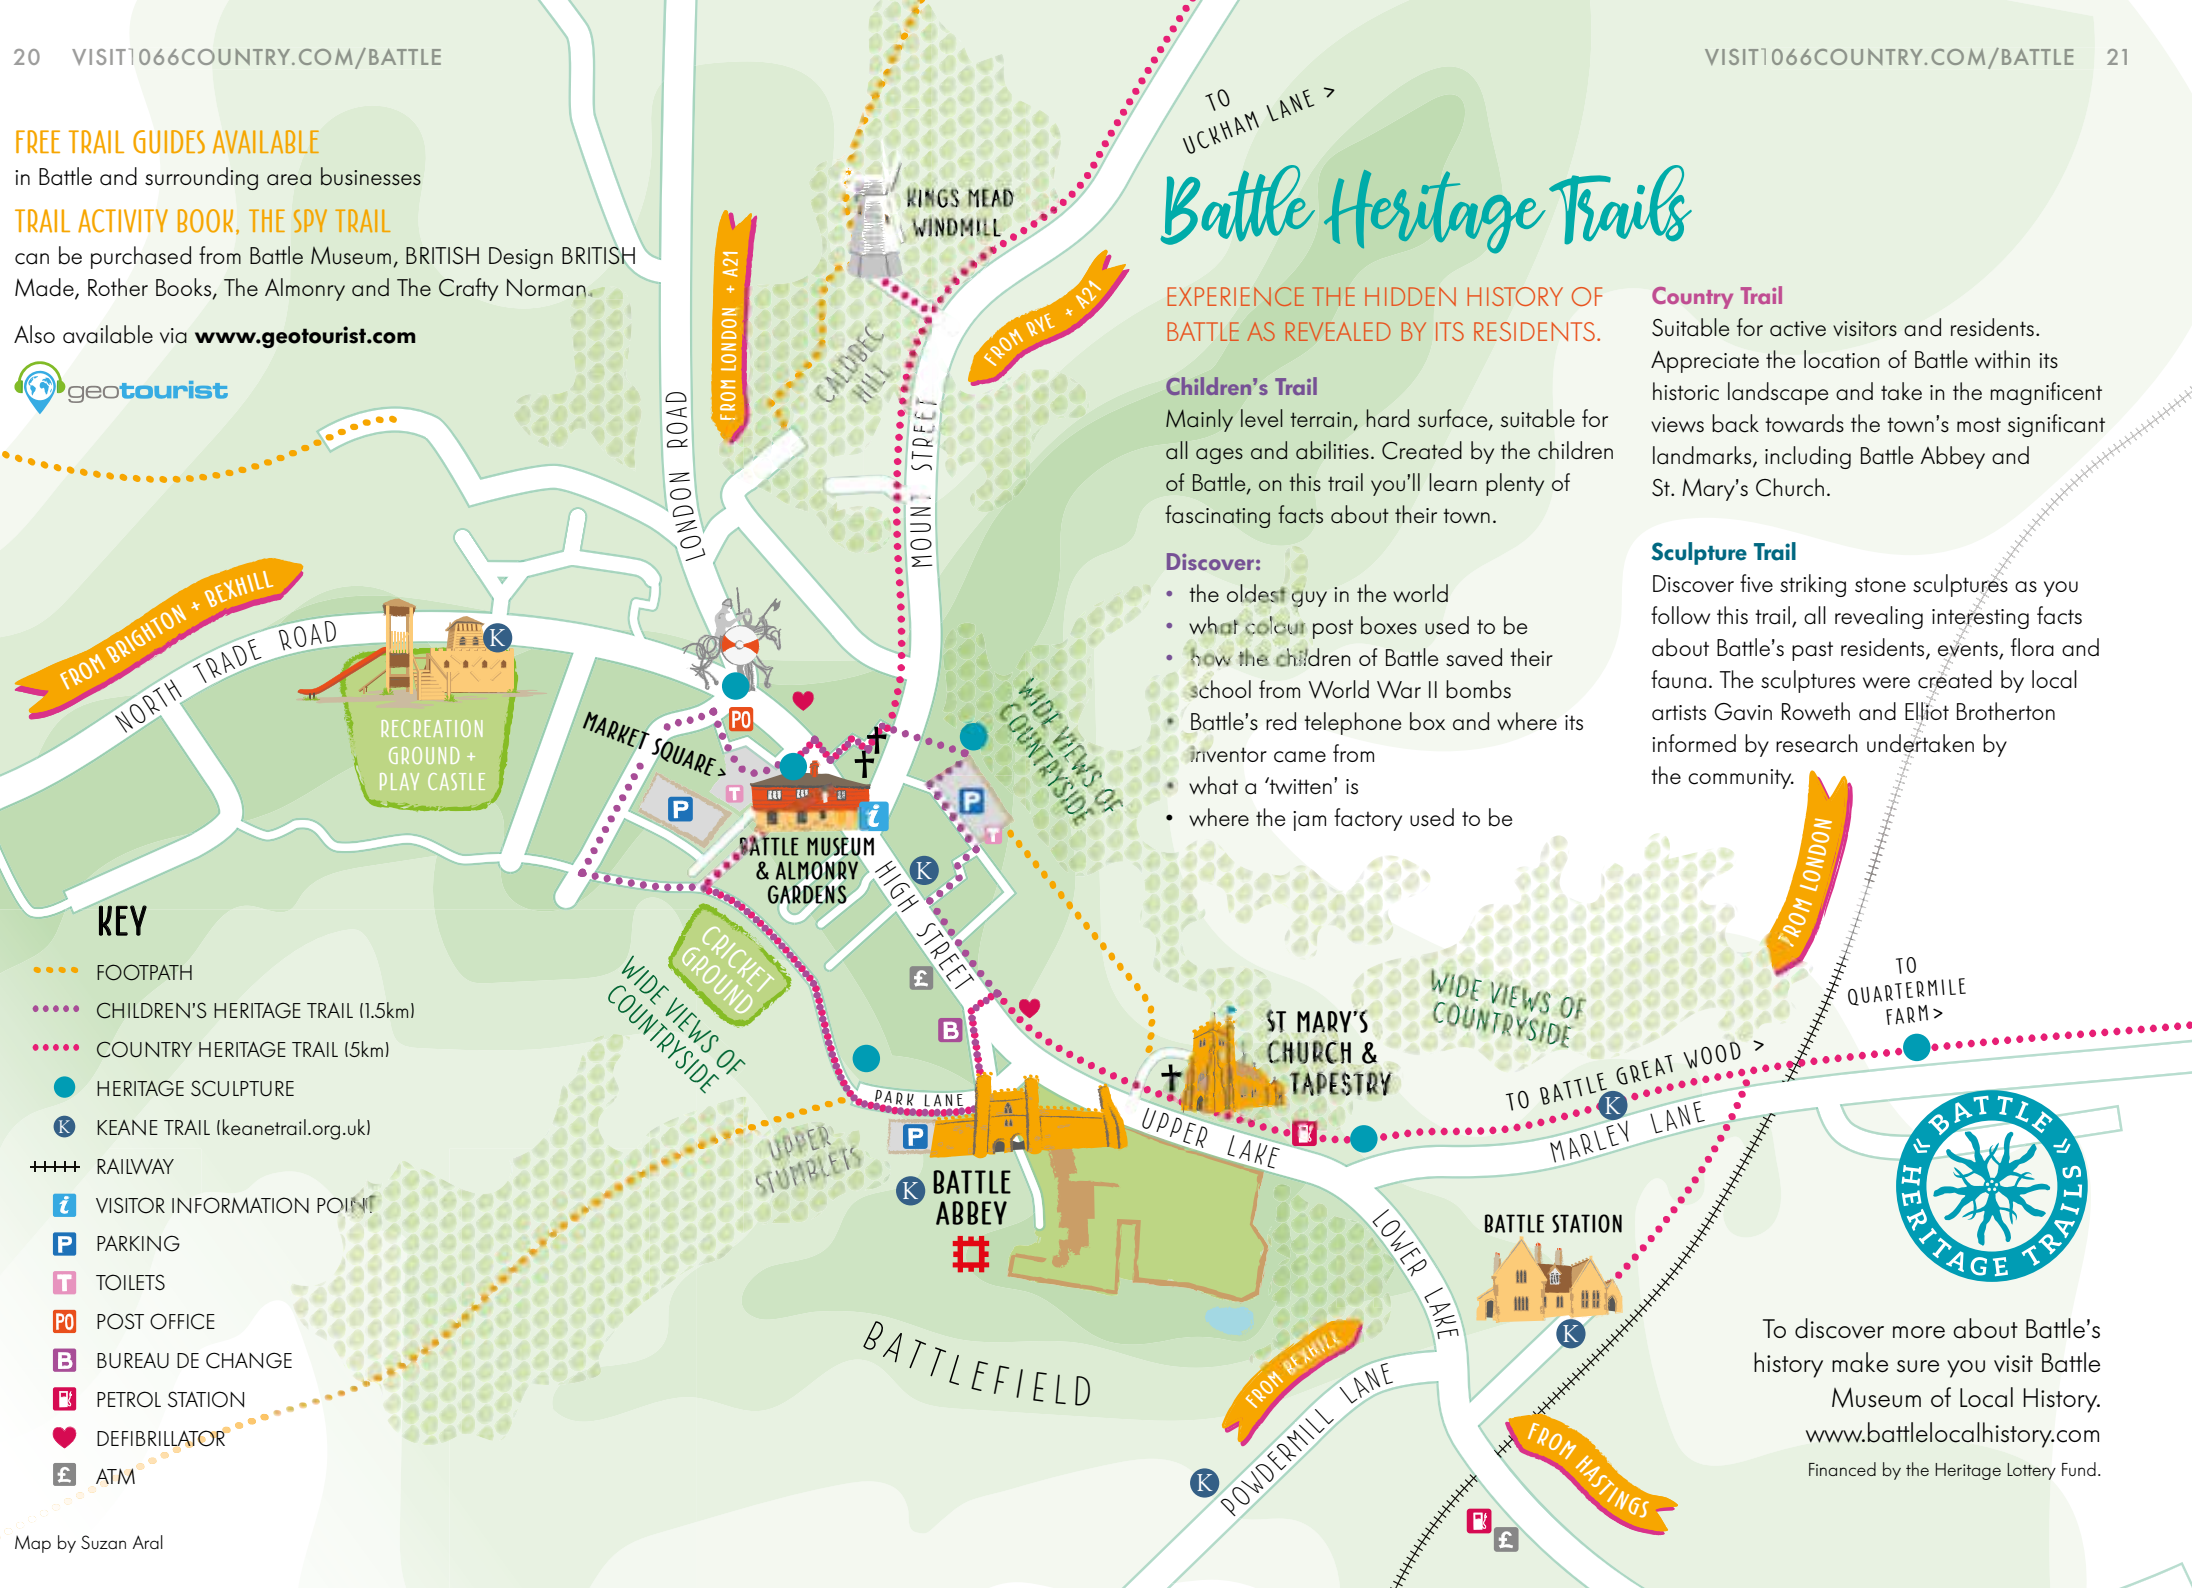 20 VISIT1066COUNTRY.COM/BATTLE
VISIT1066COUNTRY.COM/BATTLE 21
FREE TRAIL GUIDES AVAILABLE
in Battle and surrounding area businesses
TRAIL ACTIVITY BOOK, THE SPY TRAIL
can be purchased from Battle Museum, BRITISH Design BRITISH
Made, Rother Books, The Almonry and The Crafty Norman.
Also available via www.geotourist.com
geotourist
TO
UCKHAM LANE >
Battle Heritage Trails
EXPERIENCE THE HIDDEN HISTORY OF
BATTLE AS REVEALED BY ITS RESIDENTS.
Children's Trail
Mainly level terrain, hard surface, suitable for
all ages and abilities. Created by the children
of Battle, on this trail you'll learn plenty of
fascinating facts about their town.
Discover:
• the oldest guy in the world
• what colour post boxes used to be
• how the children of Battle saved their
school from World War II bombs
• Battle's red telephone box and where its
inventor came from
• what a 'twitten' is
• where the jam factory used to be
Country Trail
Suitable for active visitors and residents.
Appreciate the location of Battle within its
historic landscape and take in the magnificent
views back towards the town's most significant
landmarks, including Battle Abbey and
St. Mary's Church.
Sculpture Trail
Discover five striking stone sculptures as you
follow this trail, all revealing interesting facts
about Battle's past residents, events, flora and
fauna. The sculptures were created by local
artists Gavin Roweth and Elliot Brotherton
informed by research undertaken by
the community.
KINGS MEAD
WINDMILL
FROM LONDON + A21
FROM RYE + A21
CALDBEC
HILL
LONDON ROAD
MOUNT STREET
FROM BRIGHTON + BEXHILL
NORTH TRADE ROAD
K
RECREATION
GROUND +
PLAY CASTLE
PO
MARKET SQUARE >
P
T
i
P
T
WIDE VIEWS OF
COUNTRYSIDE
BATTLE MUSEUM
& ALMONRY
GARDENS
K
HIGH STREET
CRICKET
GROUND
WIDE VIEWS OF
COUNTRYSIDE
£
B
PARK LANE
ST MARY'S
CHURCH &
TAPESTRY
WIDE VIEWS OF
COUNTRYSIDE
FROM LONDON
TO
QUARTERMILE
FARM>
TO BATTLE GREAT WOOD >
K
MARLEY LANE
UPPER LAKE
UPPER
STUMBLETS
P
K
BATTLE
ABBEY
LOWER LAKE
BATTLE STATION
K
BATTLEFIELD
FROM BEXHILL
POWDERMILL LANE
K
FROM HASTINGS
£
KEY
FOOTPATH
CHILDREN'S HERITAGE TRAIL (1.5km)
COUNTRY HERITAGE TRAIL (5km)
HERITAGE SCULPTURE
K KEANE TRAIL (keanetrail.org.uk)
RAILWAY
i VISITOR INFORMATION POINT
P PARKING
T TOILETS
PO POST OFFICE
B BUREAU DE CHANGE
PETROL STATION
DEFIBRILLATOR
£ ATM
Map by Suzan Aral
« BATTLE »
HERITAGE TRAILS
To discover more about Battle's
history make sure you visit Battle
Museum of Local History.
www.battlelocalhistory.com
Financed by the Heritage Lottery Fund.